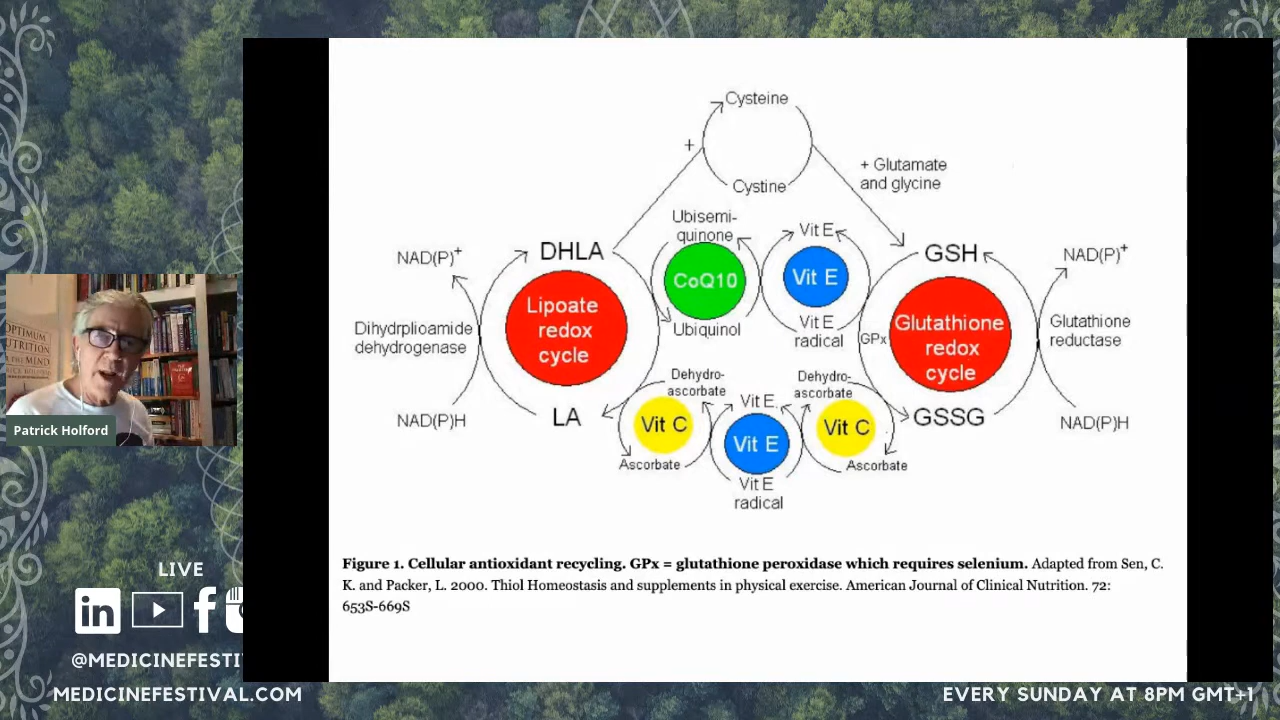 Cysteine
+
+ Glutamate
and glycine
Cystine
Ubisemi-
quinone
Vit E
NAD(P)+
DHLA
GSH
NAD(P)+
CoQ10
Vit E
Lipoate
redox
cycle
Glutathione
redox
cycle
Dihydrplioamide
dehydrogenase
Ubiquinol
Vit E
radical
GPx
Glutathione
reductase
Dehydro-
ascorbate
Dehydro-
ascorbate
NAD(P)H
LA
Vit C
Vit E
Vit E
Vit C
GSSG
NAD(P)H
Ascorbate
Ascorbate
Vit E
radical
OPTIMUM
NUTRITION
Patrick Holford
Figure 1. Cellular antioxidant recycling. GPx = glutathione peroxidase which requires selenium. Adapted from Sen, C.
K. and Packer, L. 2000. Thiol Homeostasis and supplements in physical exercise. American Journal of Clinical Nutrition. 72:
653S-669S
LIVE
in
f
@MEDICINEFESTI
MEDICINEFESTIVAL.COM
EVERY SUNDAY AT 8PM GMT+1